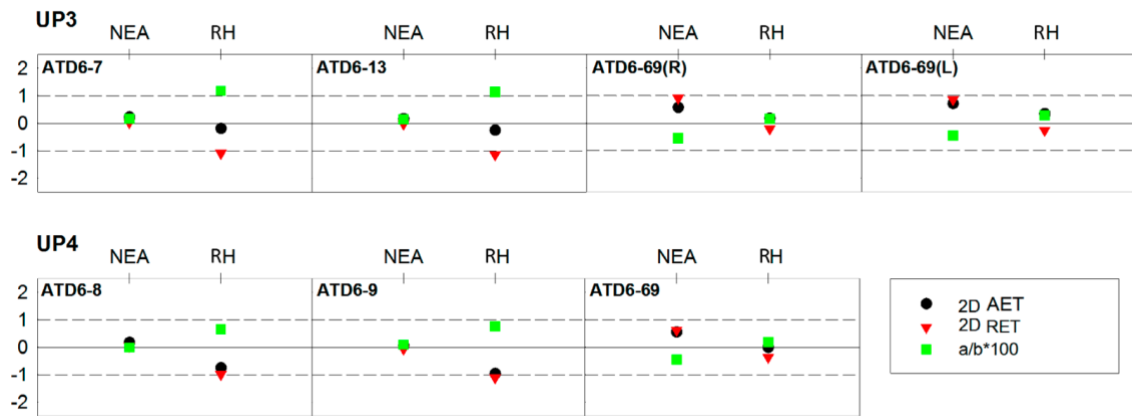 UP3
NEA RH NEA RH NEA RH NEA RH
ATD6-7 ATD6-13 ATD6-69(R) ATD6-69(L)
2
1
0
-1
-2
UP4
NEA RH NEA RH NEA RH
ATD6-8 ATD6-9 ATD6-69
2
1
0
-1
-2
2D AET
2D RET
a/b*100